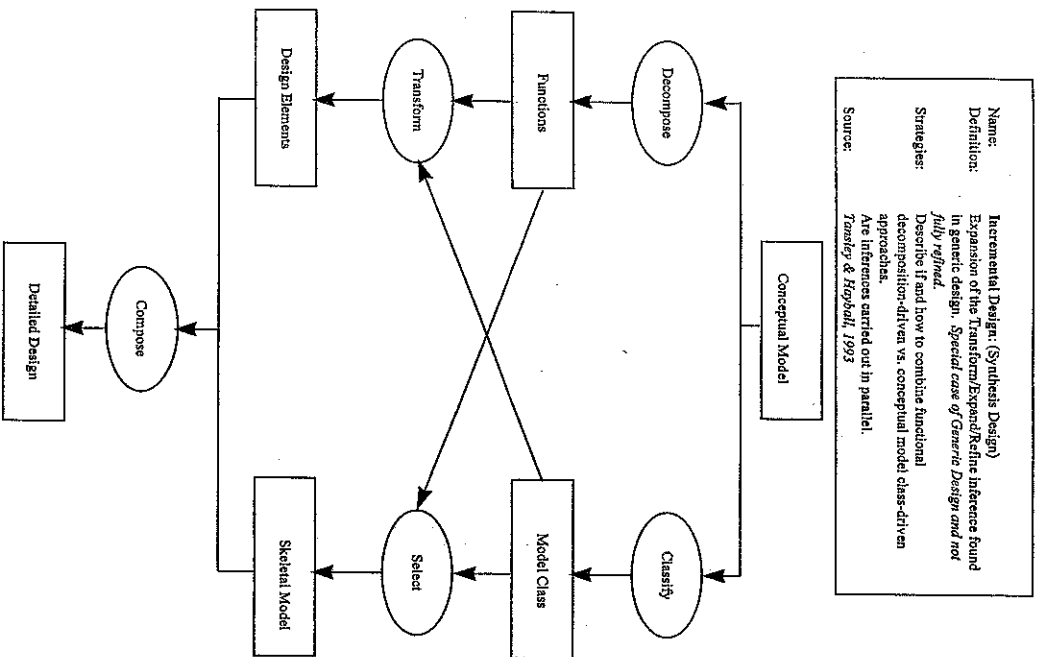 Name: Incremental Design: (Synthesis Design)
Definition: Expansion of the Transform/Expand/Refine inference found
in generic design. Special case of Generic Design and not
fully refined.
Strategies: Describe if and how to combine functional
decomposition-driven vs. conceptual model class-driven
approaches.
Are inferences carried out in parallel.
Source: Tansley & Hayball, 1993
Conceptual Model
Decompose
Classify
Functions
Model Class
Transform
Select
Design Elements
Skeletal Model
Compose
Detailed Design